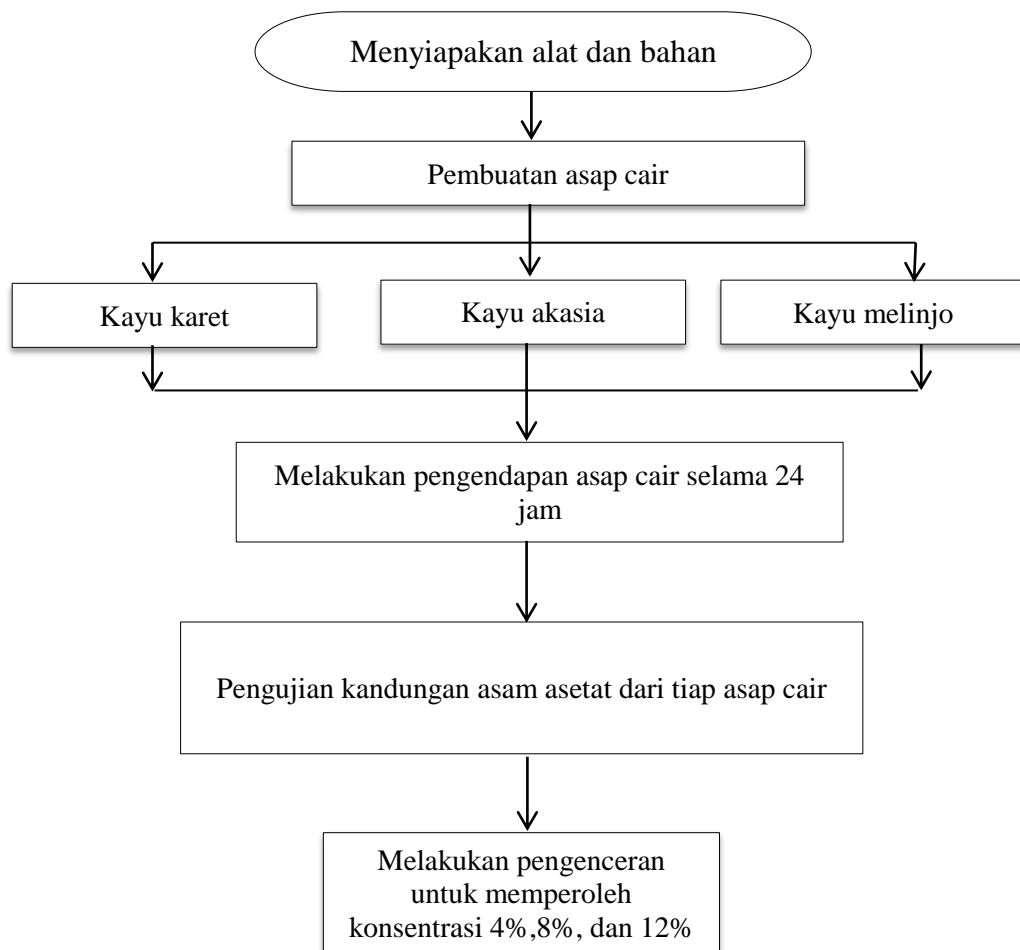 Menyiapakan alat dan bahan
Pembuatan asap cair
Kayu karet
Kayu akasia
Kayu melinjo
Melakukan pengendapan asap cair selama 24
jam
Pengujian kandungan asam asetat dari tiap asap cair
Melakukan pengenceran
untuk memperoleh
konsentrasi 4%,8%, dan 12%